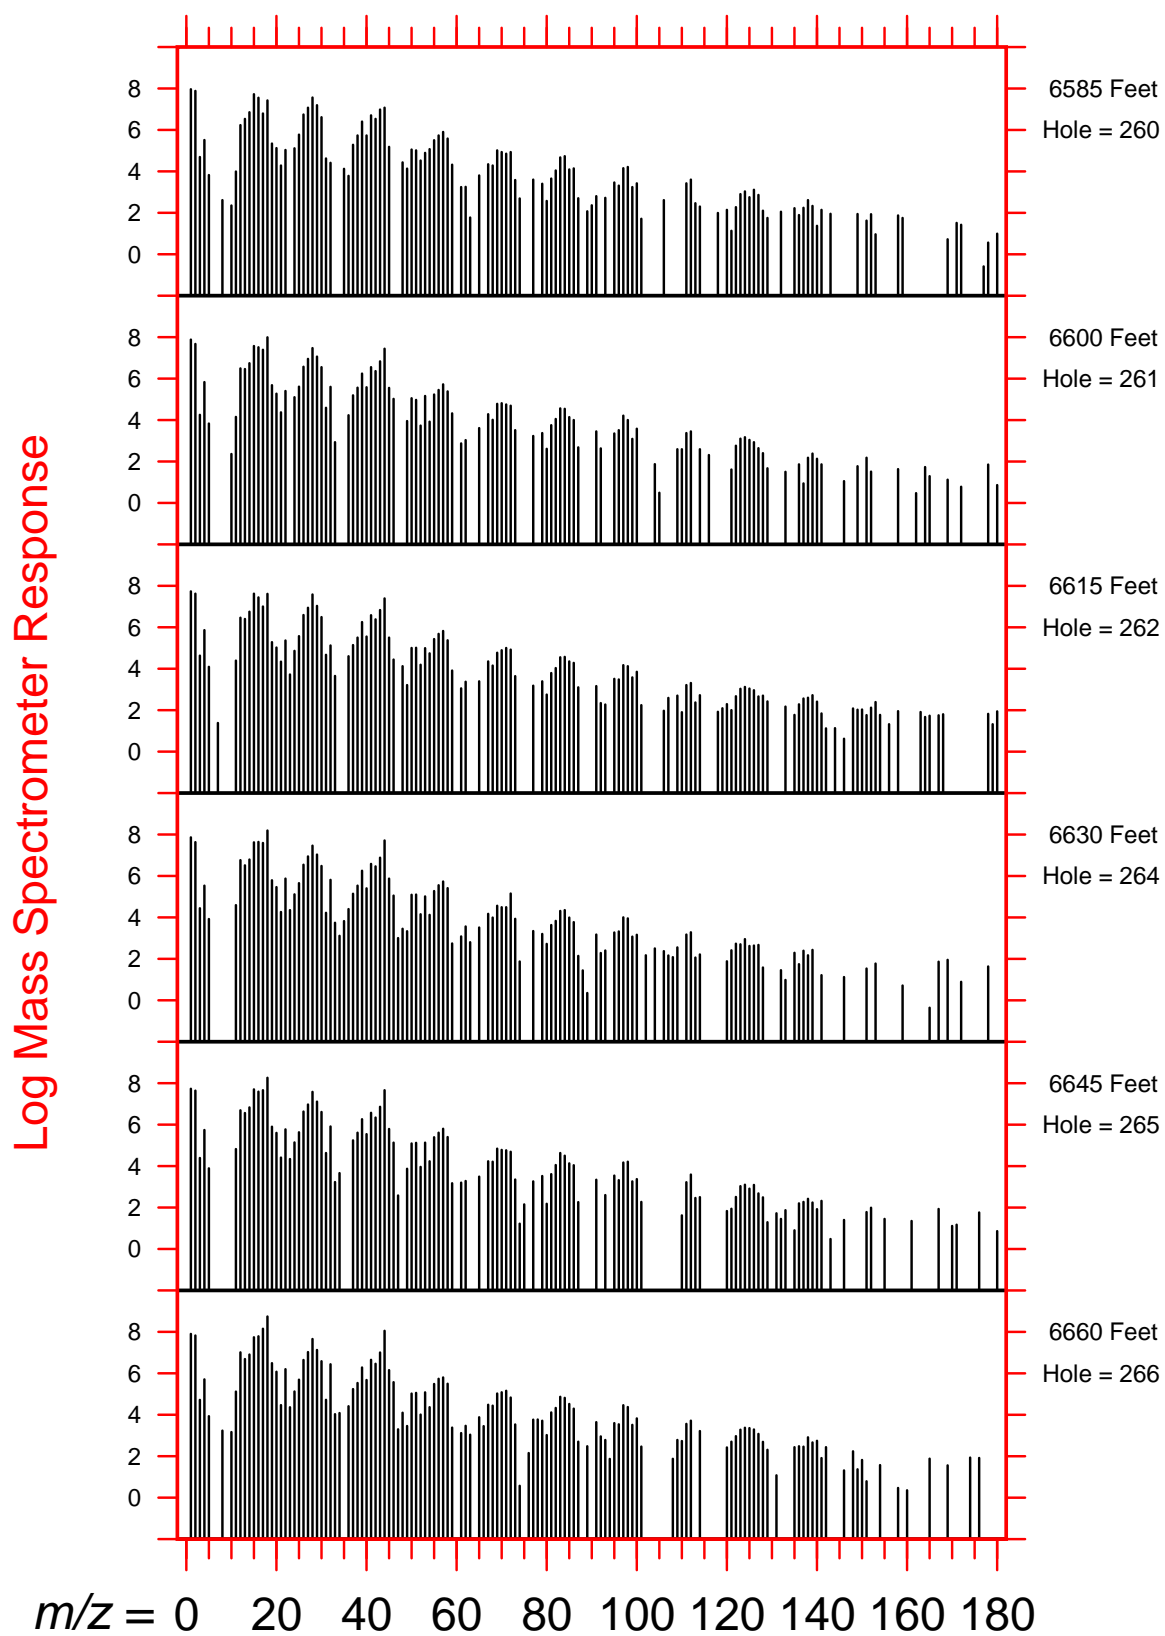 Log Mass Spectrometer Response
8
6
4
2
0
6585 Feet
Hole = 260
8
6
4
2
0
6600 Feet
Hole = 261
8
6
4
2
0
6615 Feet
Hole = 262
8
6
4
2
0
6630 Feet
Hole = 264
8
6
4
2
0
6645 Feet
Hole = 265
8
6
4
2
0
6660 Feet
Hole = 266
m/z = 0 20 40 60 80 100 120 140 160 180